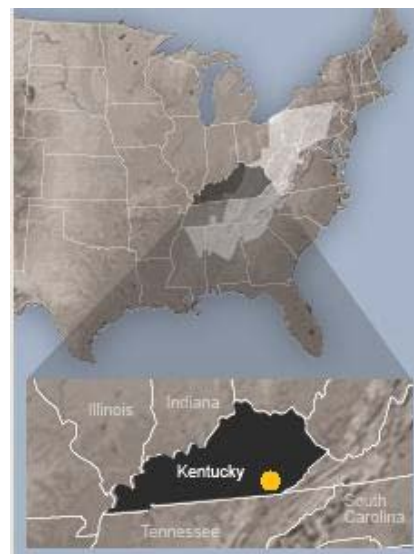 Illinois
Indiana
Kentucky
South
Carolina
Tennessee